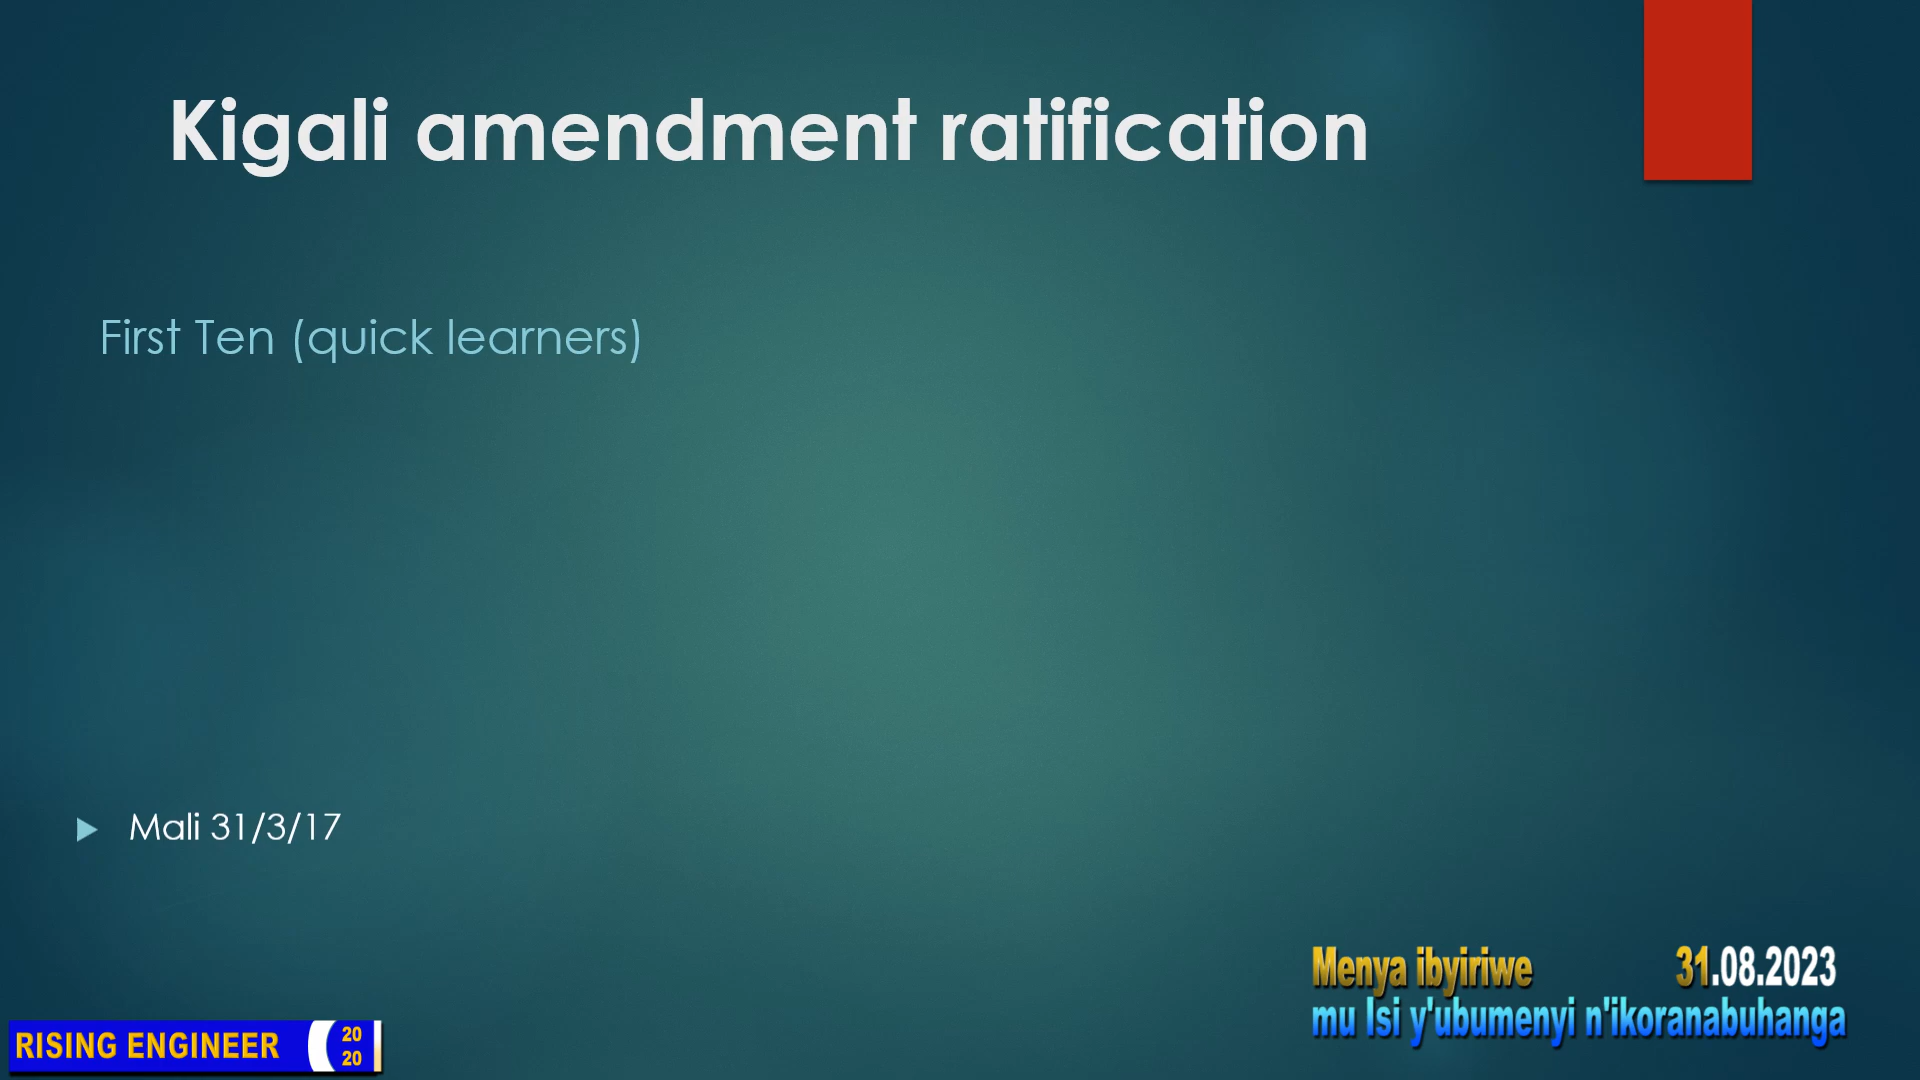 Kigali amendment ratification
First Ten (quick learners)
Mali 31/3/17
Menya ibyiriwe 31.08.2023
mu Isi y'ubumenyi n'ikoranabuhanga
RISING ENGINEER 20
20